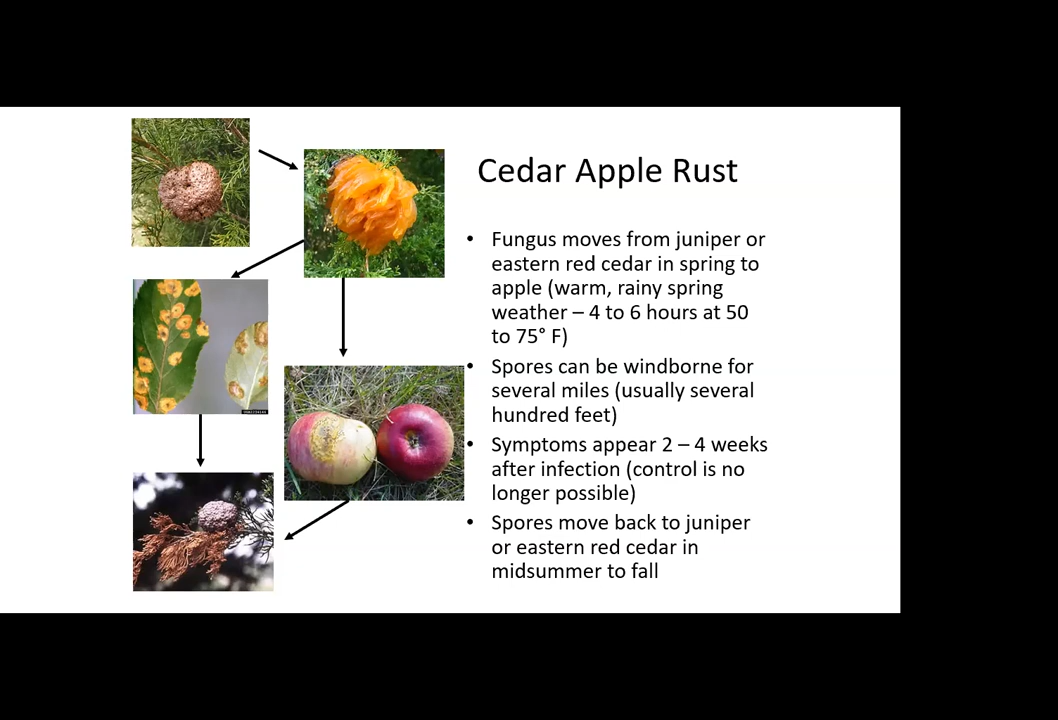 Cedar Apple Rust
• Fungus moves from juniper or
eastern red cedar in spring to
apple (warm, rainy spring
weather – 4 to 6 hours at 50
to 75° F)
• Spores can be windborne for
several miles (usually several
hundred feet)
• Symptoms appear 2 – 4 weeks
after infection (control is no
longer possible)
• Spores move back to juniper
or eastern red cedar in
midsummer to fall